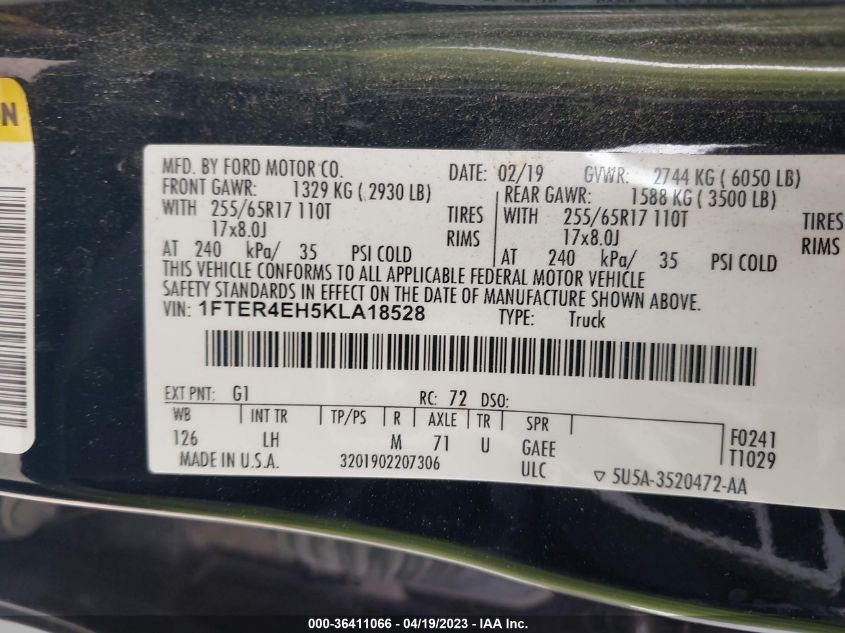 N
MFD. BY FORD MOTOR CO. DATE: 02/19 GVWR: 2744 KG ( 6050 LB)
FRONT GAWR: 1329 KG ( 2930 LB) REAR GAWR: 1588 KG ( 3500 LB)
WITH 255/65R17 110T TIRES WITH 255/65R17 110T TIRES
17x8.0J RIMS 17x8.0J RIMS
AT 240 kPa/ 35 PSI COLD AT 240 kPa/ 35 PSI COLD
THIS VEHICLE CONFORMS TO ALL APPLICABLE FEDERAL MOTOR VEHICLE
SAFETY STANDARDS IN EFFECT ON THE DATE OF MANUFACTURE SHOWN ABOVE.
VIN: 1FTER4EH5KLA18528 TYPE: Truck
EXT PNT: G1 RC: 72 DSO:
WB INT TR TP/PS R AXLE TR SPR
126 LH M 71 U GAEE F0241
ULC T1029
MADE IN U.S.A. 3201902207306 ▽ 5U5A-3520472-AA
000-36411066 - 04/19/2023 - IAA Inc.